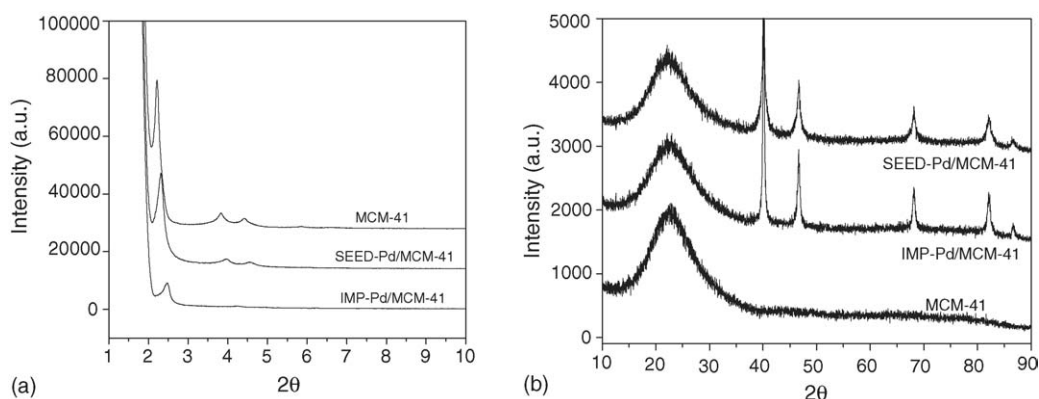 100000
80000
60000
40000
20000
0
Intensity (a.u.)
MCM-41
SEED-Pd/MCM-41
IMP-Pd/MCM-41
1 2 3 4 5 6 7 8 9 10
2θ
(a)
5000
4000
3000
2000
1000
0
Intensity (a.u.)
SEED-Pd/MCM-41
IMP-Pd/MCM-41
MCM-41
10 20 30 40 50 60 70 80 90
2θ
(b)